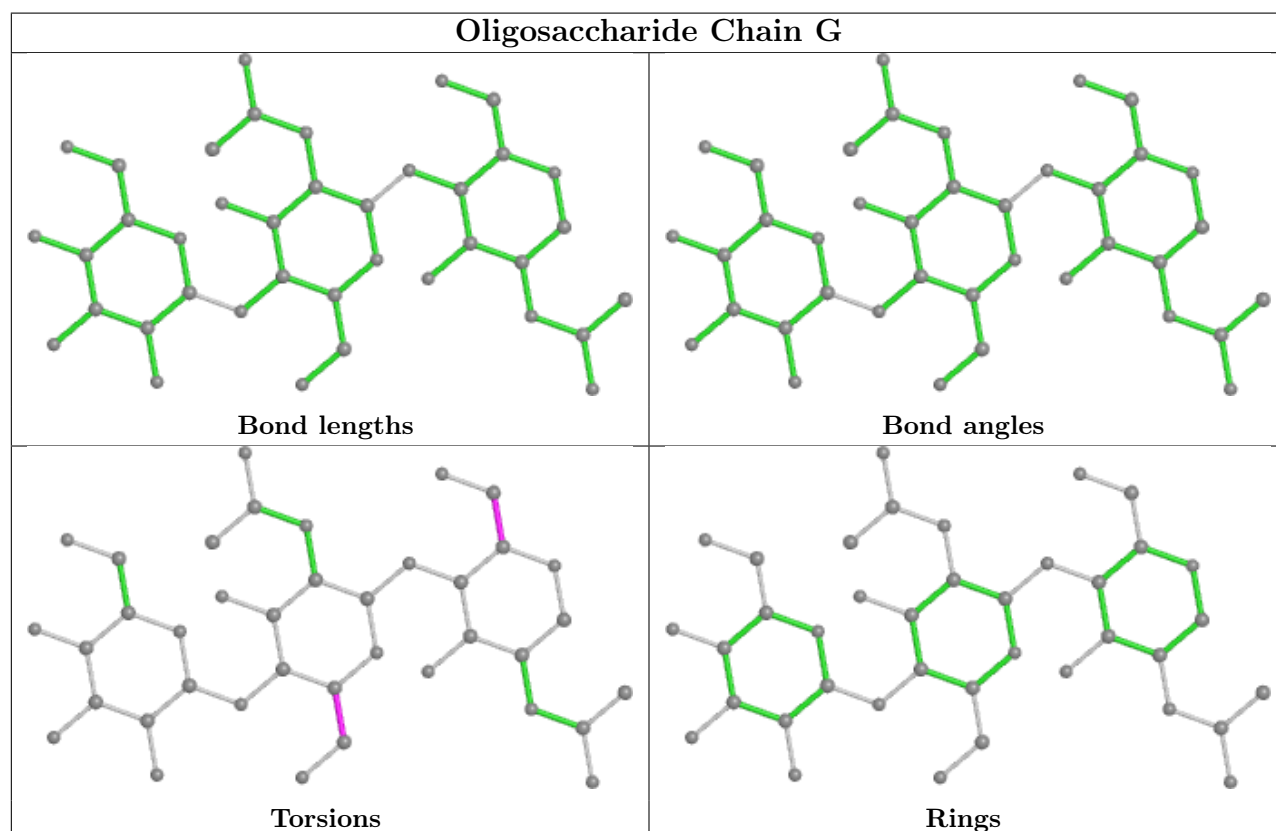 Oligosaccharide Chain G
Bond lengths
Bond angles
Torsions
Rings